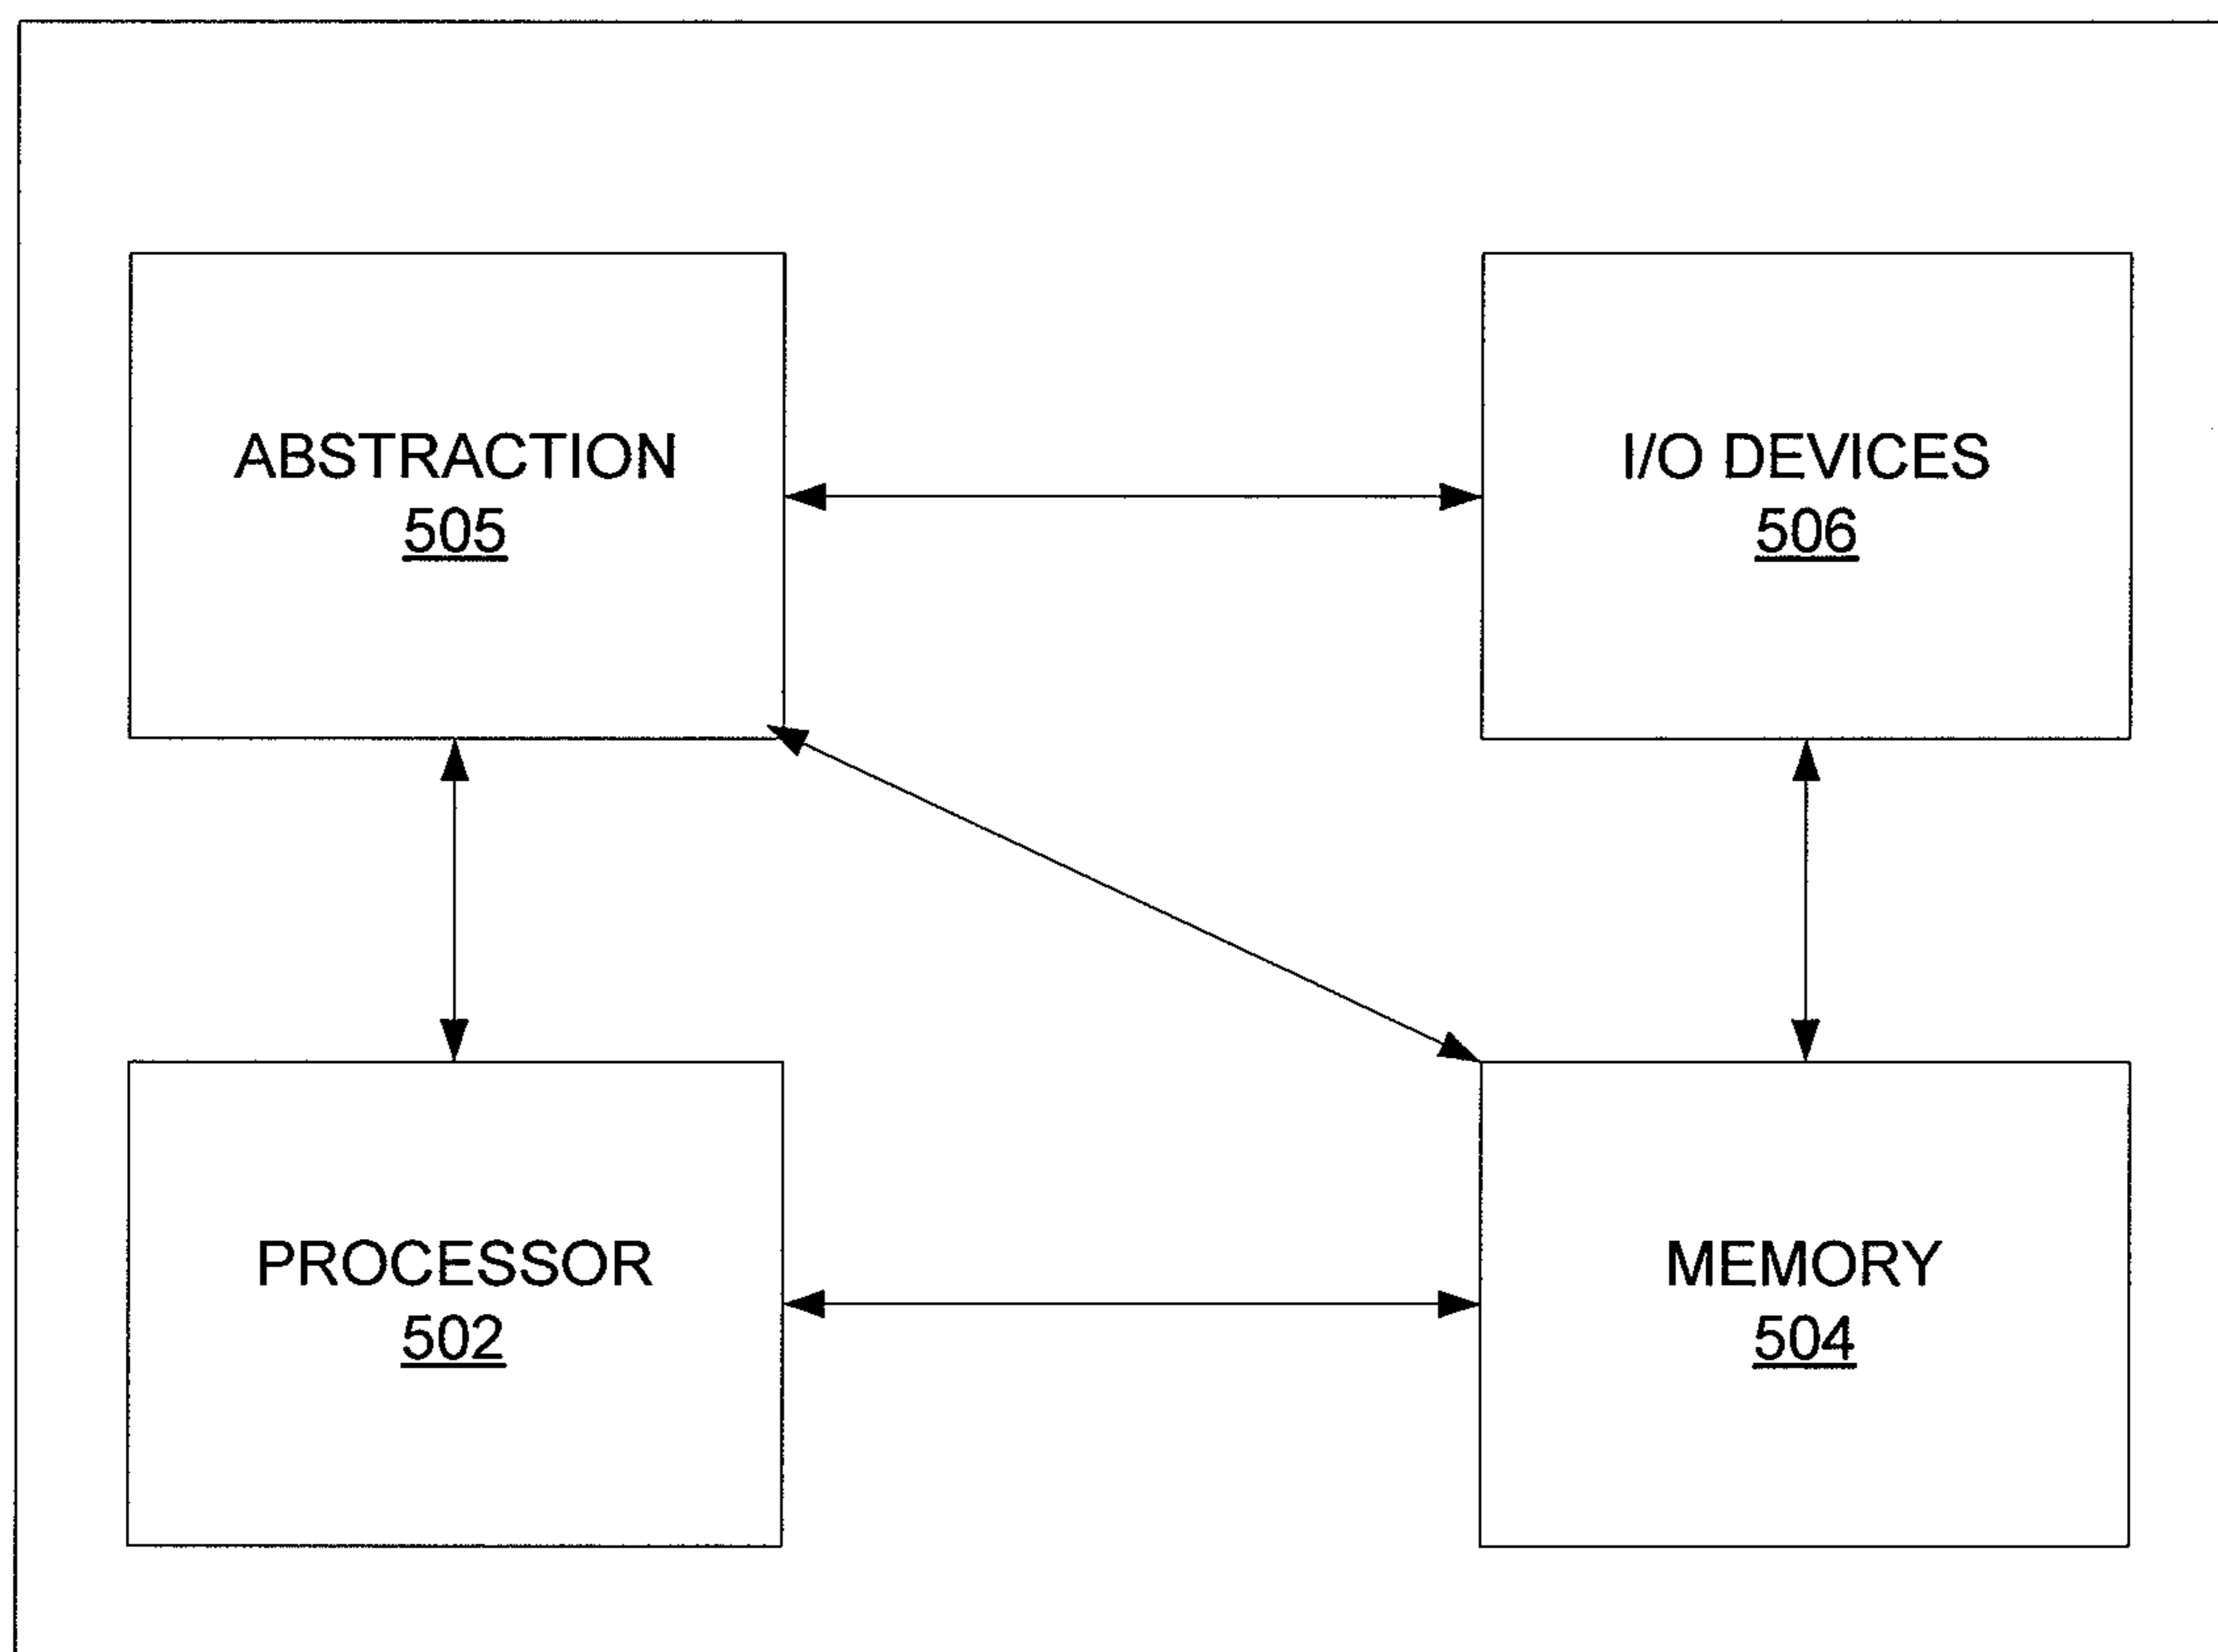 ABSTRACTION
505
I/O DEVICES
506
PROCESSOR
502
MEMORY
504